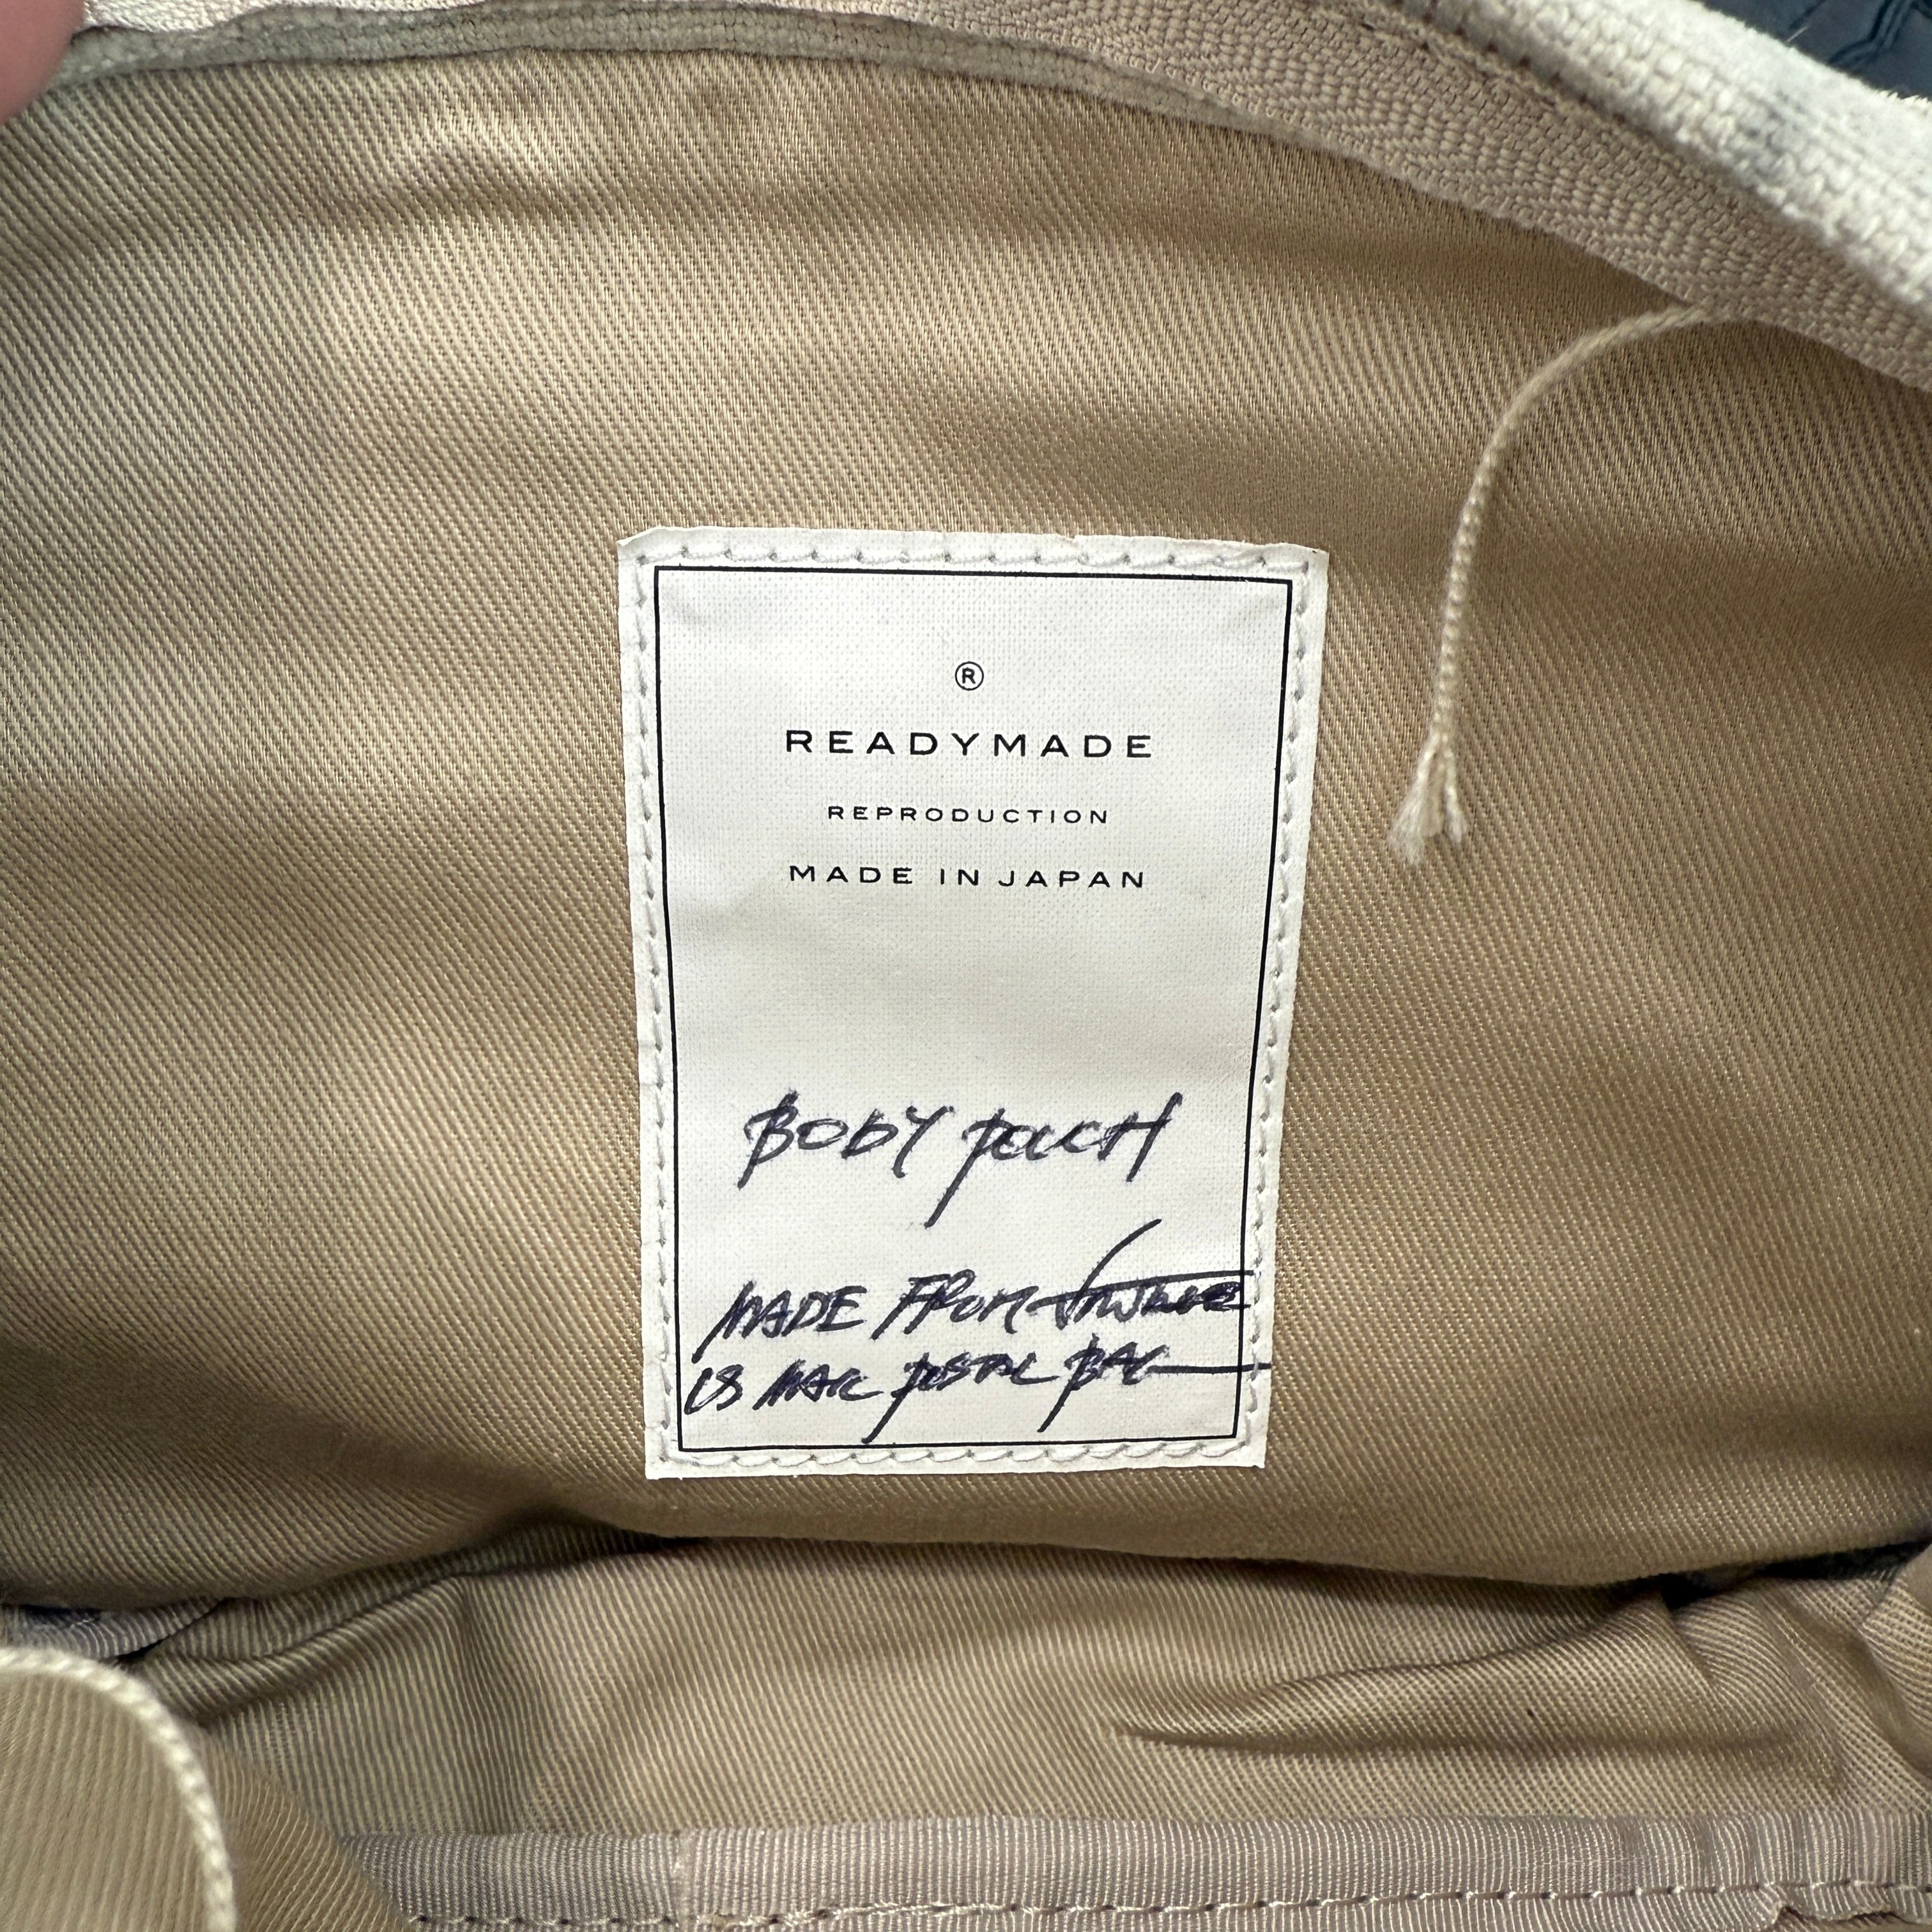 ®
READYMADE
REPRODUCTION
MADE IN JAPAN
BODY POUCH
MADE FROM
US MAIL POSTAL BAG